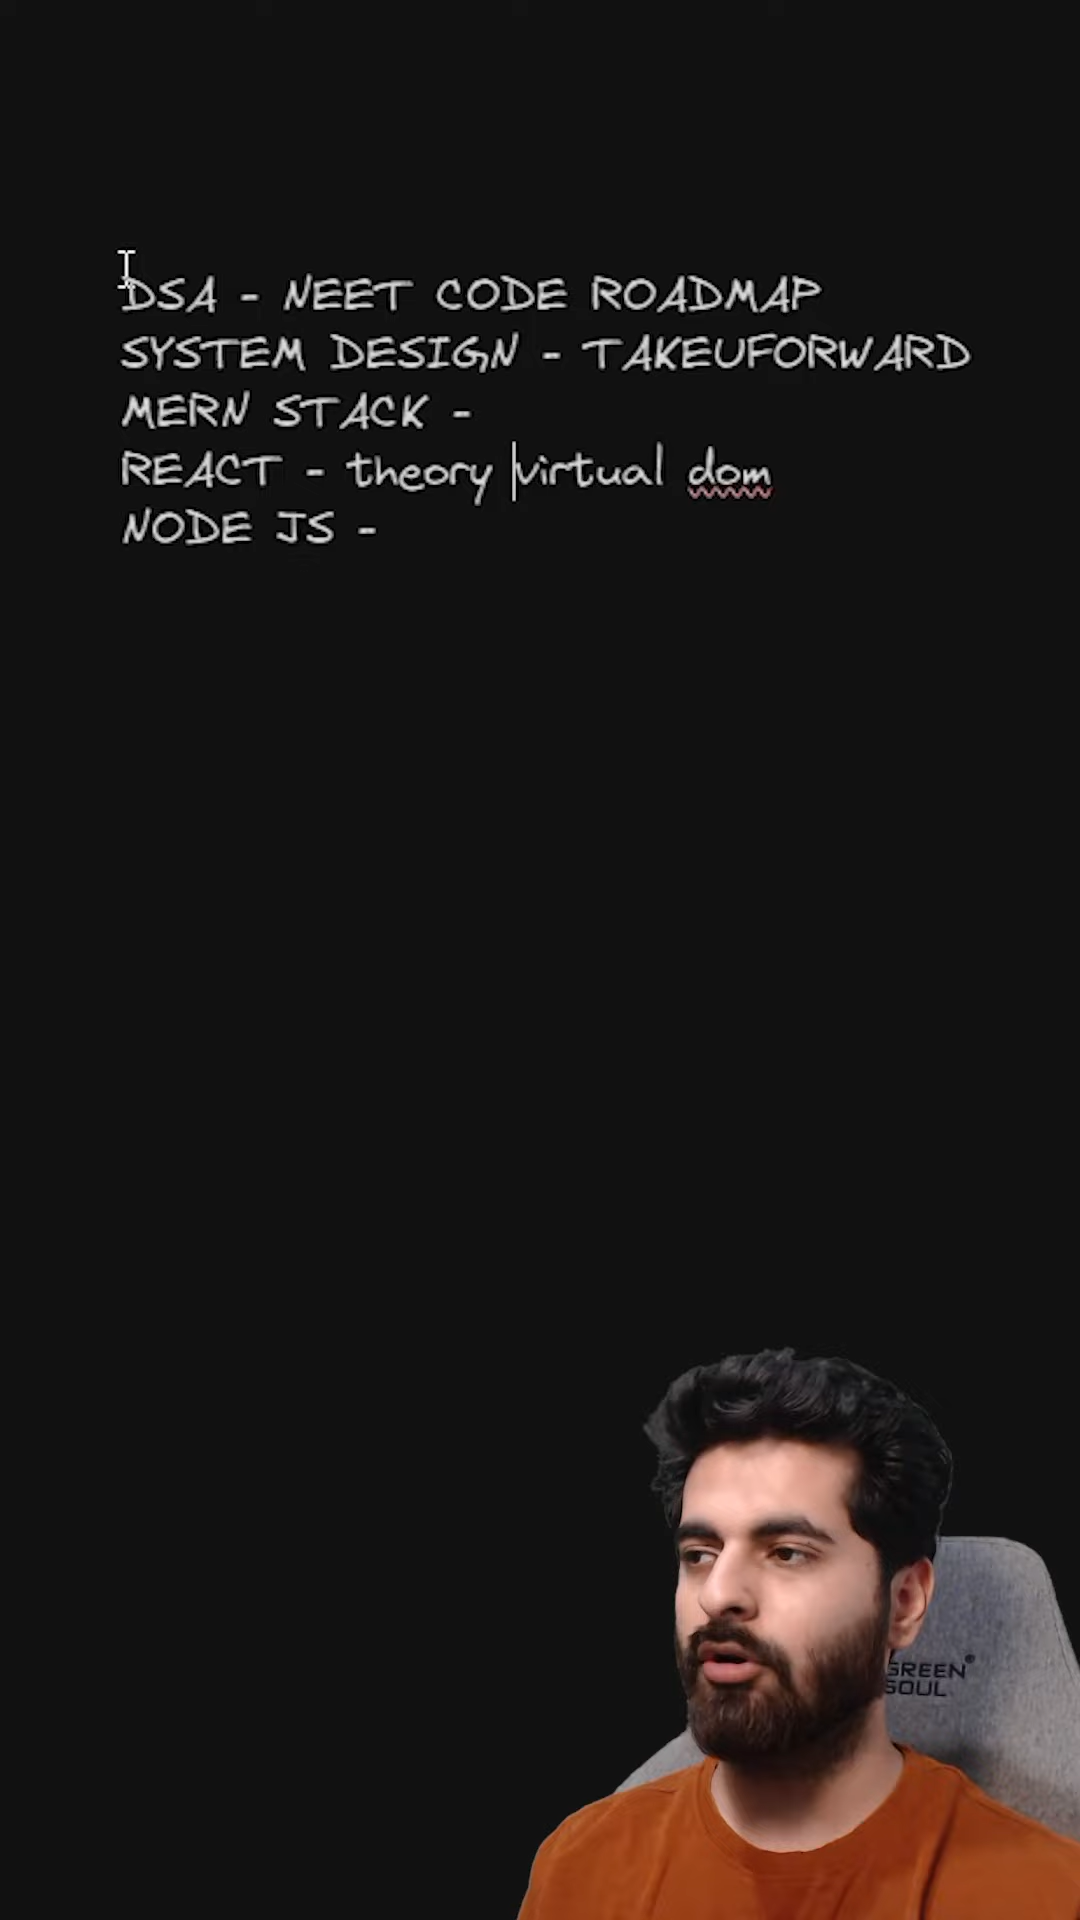 DSA - NEET CODE ROADMAP
SYSTEM DESIGN - TAKEUFORWARD
MERN STACK -
REACT - theory virtual dom
NODE JS -
GREEN
SOUL